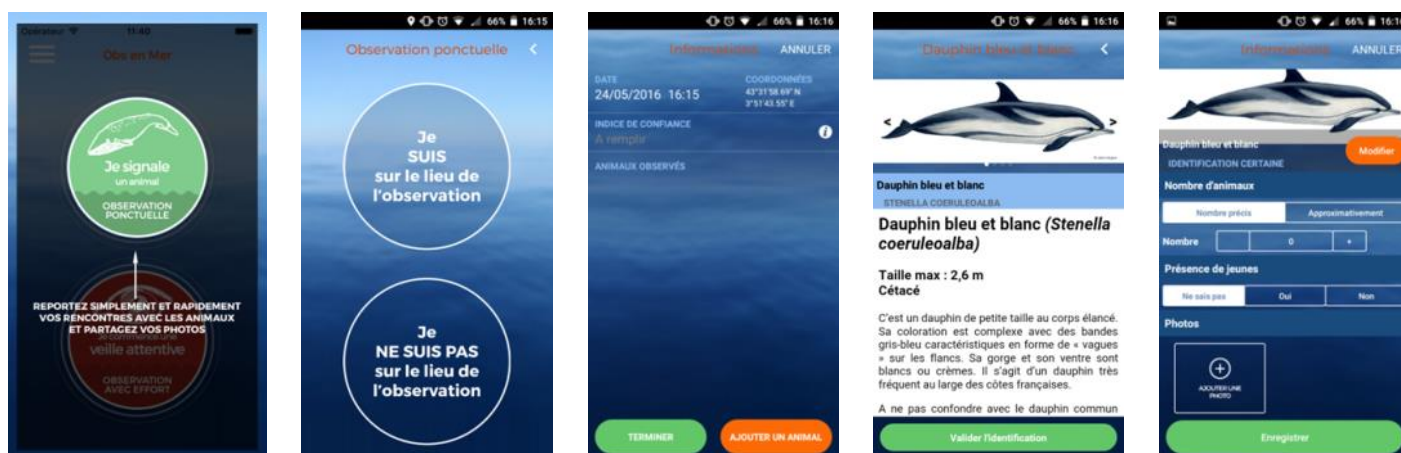 Opérateur 11:40
Obs en Mer
Je signale
un animal
OBSERVATION
PONCTUELLE
REPORTEZ SIMPLEMENT ET RAPIDEMENT
VOS RENCONTRES AVEC LES ANIMAUX
ET PARTAGEZ VOS PHOTOS
Je commence une
veille attentive
OBSERVATION
AVEC EFFORT
66% 16:15
Observation ponctuelle <
Je
SUIS
sur le lieu de
l'observation
Je
NE SUIS PAS
sur le lieu de
l'observation
66% 16:16
Informations ANNULER
DATE COORDONNÉES
24/05/2016 16:15 43°31'58.69" N
3°51'43.55" E
INDICE DE CONFIANCE
A remplir i
ANIMAUX OBSERVÉS
TERMINER AJOUTER UN ANIMAL
66% 16:16
Dauphin bleu et blanc <
< >
Dauphin bleu et blanc
STENELLA COERULEOALBA
Dauphin bleu et blanc (Stenella
coeruleoalba)
Taille max : 2,6 m
Cétacé
C'est un dauphin de petite taille au corps élancé.
Sa coloration est complexe avec des bandes
gris-bleu caractéristiques en forme de « vagues
» sur les flancs. Sa gorge et son ventre sont
blancs ou crèmes. Il s'agit d'un dauphin très
fréquent au large des côtes françaises.
A ne pas confondre avec le dauphin commun
Valider l'identification
66% 16:16
Informations ANNULER
Dauphin bleu et blanc
Modifier
IDENTIFICATION CERTAINE
Nombre d'animaux
Nombre précis Approximativement
Nombre 0 +
Présence de jeunes
Ne sais pas Oui Non
Photos
+
AJOUTER UNE
PHOTO
Enregistrer